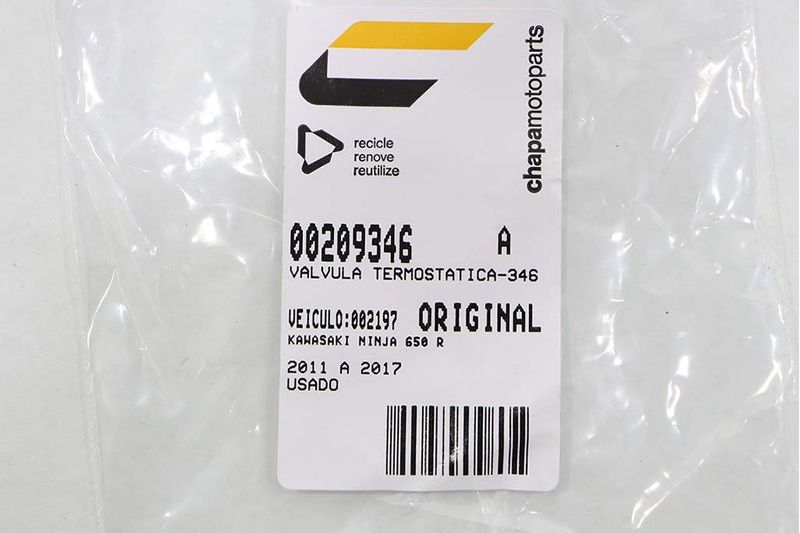 chapamotoparts
recicle
renove
reutilize
00209346 A
VALVULA TERMOSTATICA-346
VEICULO:002197 ORIGINAL
KAWASAKI NINJA 650 R
2011 A 2017
USADO